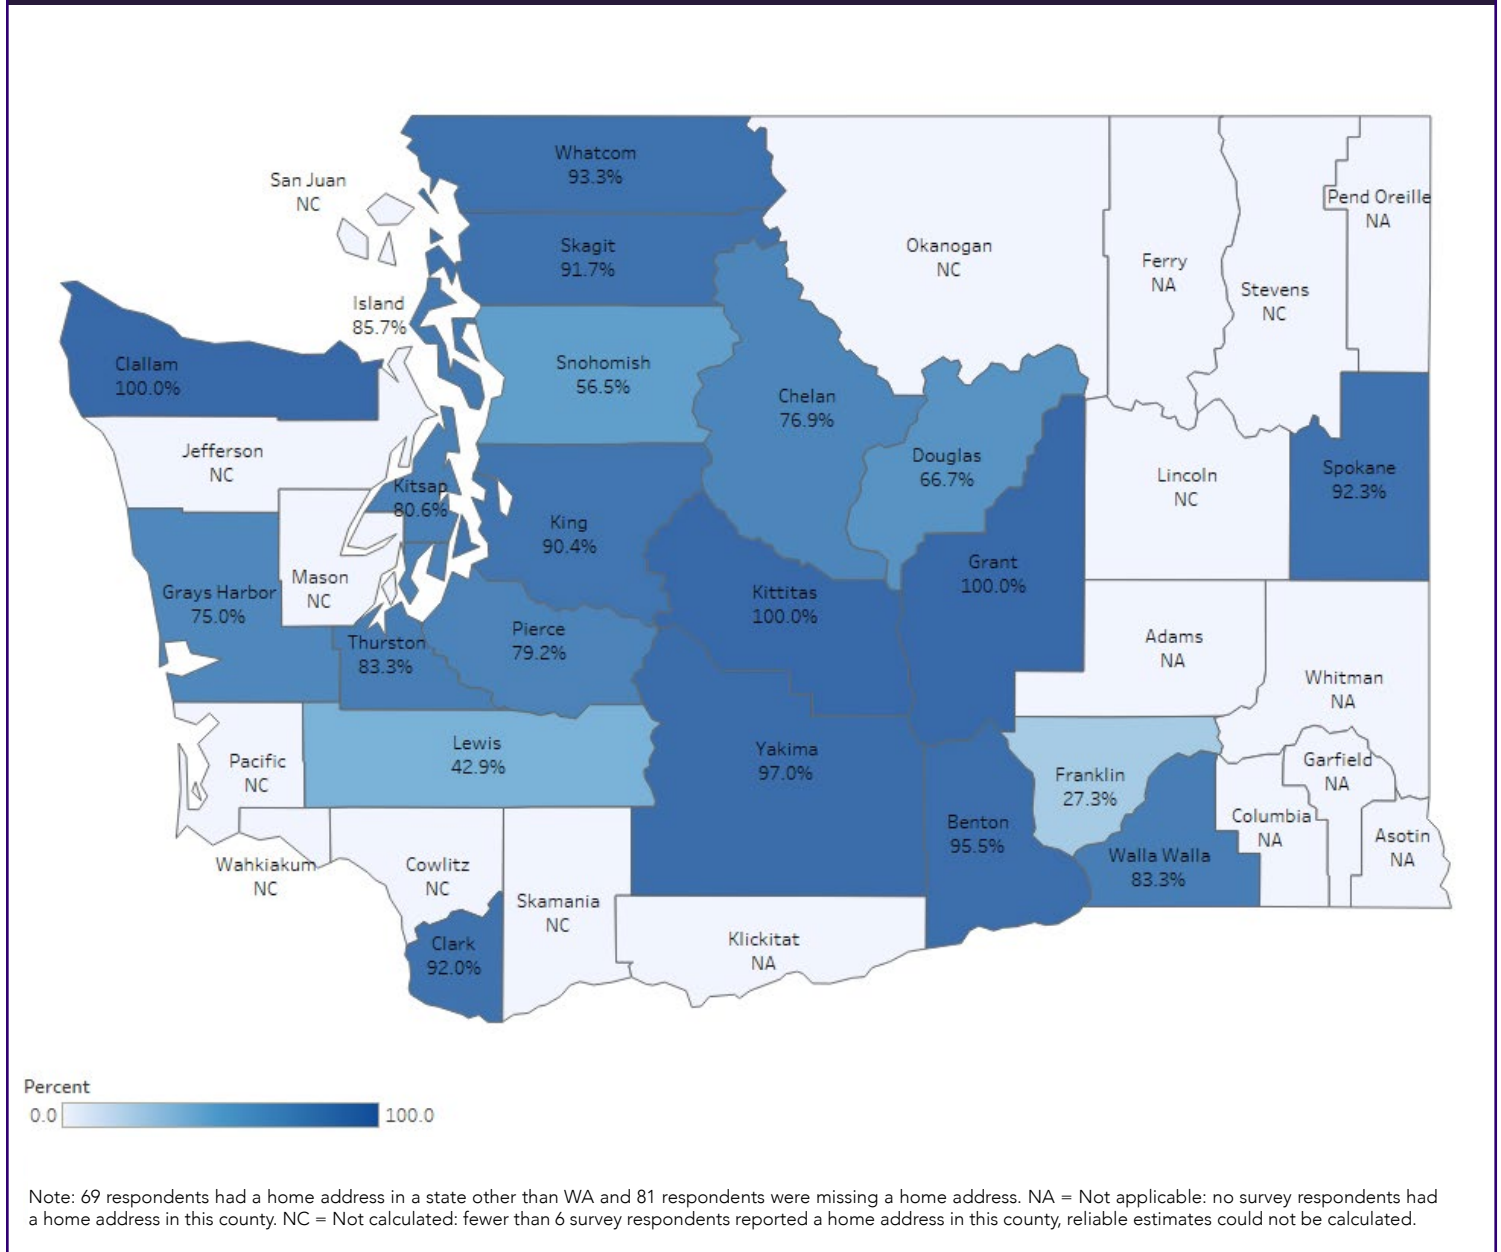 Whatcom
93.3%
San Juan
NC
Skagit
91.7%
Okanogan
NC
Ferry
NA
Stevens
NC
Pend Oreille
NA
Island
85.7%
Clallam
100.0%
Snohomish
56.5%
Chelan
76.9%
Douglas
66.7%
Jefferson
NC
Kitsap
80.6%
King
90.4%
Grant
100.0%
Lincoln
NC
Spokane
92.3%
Grays Harbor
75.0%
Mason
NC
Thurston
83.3%
Pierce
79.2%
Kittitas
100.0%
Adams
NA
Whitman
NA
Pacific
NC
Lewis
42.9%
Yakima
97.0%
Benton
95.5%
Franklin
27.3%
Walla Walla
83.3%
Columbia
NA
Garfield
NA
Asotin
NA
Wahkiakum
NC
Cowlitz
NC
Skamania
NC
Clark
92.0%
Klickitat
NA
Percent
0.0
100.0
Note: 69 respondents had a home address in a state other than WA and 81 respondents were missing a home address. NA = Not applicable: no survey respondents had
a home address in this county. NC = Not calculated: fewer than 6 survey respondents reported a home address in this county, reliable estimates could not be calculated.